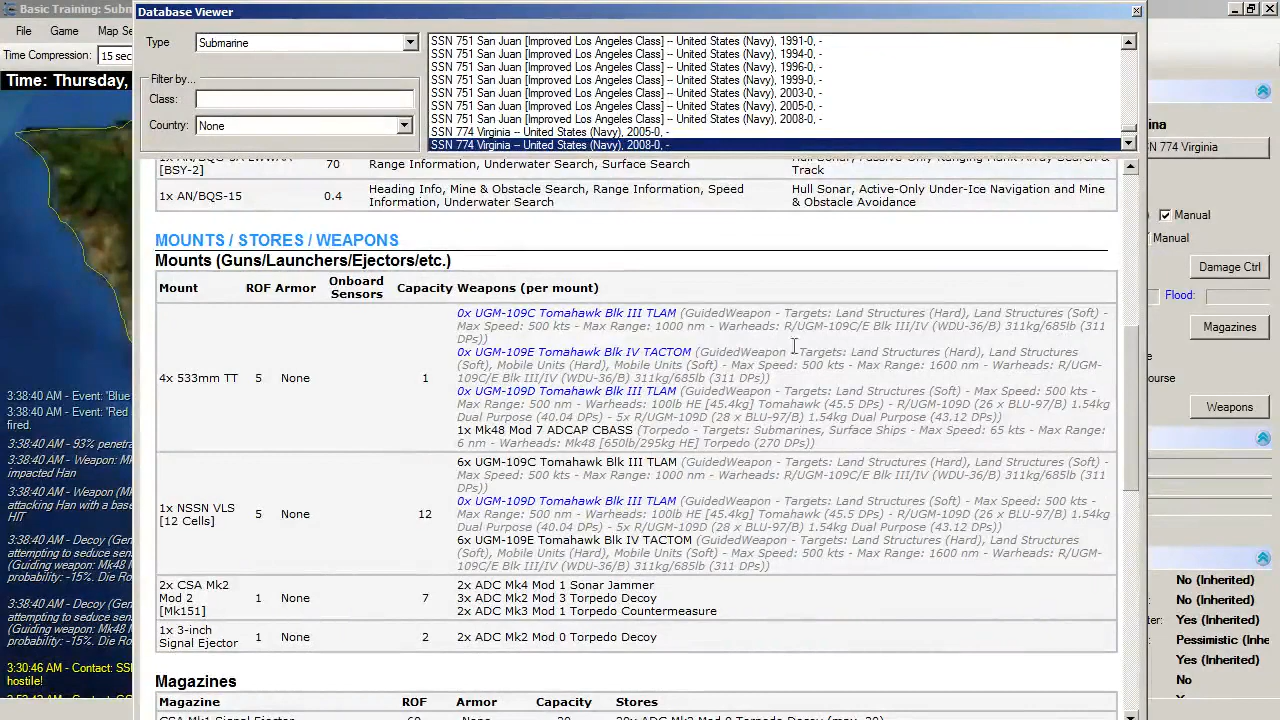 Basic Training: Subm
File Game Map Se
Time Compression: 15 sec
Time: Thursday,
Database Viewer
Type Submarine
Filter by...
Class:
Country: None
SSN 751 San Juan [Improved Los Angeles Class] -- United States (Navy), 1991-0, -
SSN 751 San Juan [Improved Los Angeles Class] -- United States (Navy), 1994-0, -
SSN 751 San Juan [Improved Los Angeles Class] -- United States (Navy), 1996-0, -
SSN 751 San Juan [Improved Los Angeles Class] -- United States (Navy), 1999-0, -
SSN 751 San Juan [Improved Los Angeles Class] -- United States (Navy), 2003-0, -
SSN 751 San Juan [Improved Los Angeles Class] -- United States (Navy), 2005-0, -
SSN 751 San Juan [Improved Los Angeles Class] -- United States (Navy), 2008-0, -
SSN 774 Virginia -- United States (Navy), 2005-0, -
SSN 774 Virginia -- United States (Navy), 2008-0, -
[BSY-2] 70 Range Information, Underwater Search, Surface Search Hull Sonar, Passive-Only Ranging Flank Array Search &
Track
1x AN/BQS-15 0.4 Heading Info, Mine & Obstacle Search, Range Information, Speed
Information, Underwater Search
Hull Sonar, Active-Only Under-Ice Navigation and Mine
& Obstacle Avoidance
MOUNTS / STORES / WEAPONS
Mounts (Guns/Launchers/Ejectors/etc.)
Mount ROF Armor Onboard Sensors Capacity Weapons (per mount)
4x 533mm TT 5 None 1
0x UGM-109C Tomahawk Blk III TLAM (GuidedWeapon - Targets: Land Structures (Hard), Land Structures (Soft) -
Max Speed: 500 kts - Max Range: 1000 nm - Warheads: R/UGM-109C/E Blk III/IV (WDU-36/B) 311kg/685lb (311
DPs))
0x UGM-109E Tomahawk Blk IV TACTOM (GuidedWeapon - Targets: Land Structures (Hard), Land Structures
(Soft), Mobile Units (Hard), Mobile Units (Soft) - Max Speed: 500 kts - Max Range: 1600 nm - Warheads: R/UGM-
109C/E Blk III/IV (WDU-36/B) 311kg/685lb (311 DPs))
0x UGM-109D Tomahawk Blk III TLAM (GuidedWeapon - Targets: Land Structures (Soft) - Max Speed: 500 kts -
Max Range: 500 nm - Warheads: 100lb HE [45.4kg] Tomahawk (45.5 DPs) - R/UGM-109D (26 x BLU-97/B) 1.54kg
Dual Purpose (40.04 DPs) - 5x R/UGM-109D (28 x BLU-97/B) 1.54kg Dual Purpose (43.12 DPs))
1x Mk48 Mod 7 ADCAP CBASS (Torpedo - Targets: Submarines, Surface Ships - Max Speed: 65 kts - Max Range:
6 nm - Warheads: Mk48 [650lb/295kg HE] Torpedo (270 DPs))
1x NSSN VLS
[12 Cells] 5 None 12
6x UGM-109C Tomahawk Blk III TLAM (GuidedWeapon - Targets: Land Structures (Hard), Land Structures (Soft) -
Max Speed: 500 kts - Max Range: 1000 nm - Warheads: R/UGM-109C/E Blk III/IV (WDU-36/B) 311kg/685lb (311
DPs))
0x UGM-109D Tomahawk Blk III TLAM (GuidedWeapon - Targets: Land Structures (Soft) - Max Speed: 500 kts -
Max Range: 500 nm - Warheads: 100lb HE [45.4kg] Tomahawk (45.5 DPs) - R/UGM-109D (26 x BLU-97/B) 1.54kg
Dual Purpose (40.04 DPs) - 5x R/UGM-109D (28 x BLU-97/B) 1.54kg Dual Purpose (43.12 DPs))
6x UGM-109E Tomahawk Blk IV TACTOM (GuidedWeapon - Targets: Land Structures (Hard), Land Structures
(Soft), Mobile Units (Hard), Mobile Units (Soft) - Max Speed: 500 kts - Max Range: 1600 nm - Warheads: R/UGM-
109C/E Blk III/IV (WDU-36/B) 311kg/685lb (311 DPs))
2x CSA Mk2
Mod 2
[Mk151] 1 None 7
2x ADC Mk4 Mod 1 Sonar Jammer
3x ADC Mk2 Mod 3 Torpedo Decoy
2x ADC Mk3 Mod 1 Torpedo Countermeasure
1x 3-inch
Signal Ejector 1 None 2 2x ADC Mk2 Mod 0 Torpedo Decoy
Magazines
Magazine ROF Armor Capacity Stores
3:38:40 AM - Event: 'Blue
3:38:40 AM - Event: 'Red
fired.
3:38:40 AM - 93% penetra
3:38:40 AM - Weapon: M
impacted Han
3:38:40 AM - Weapon (M
attacking Han with a bas
HIT
3:38:40 AM - Decoy (Gen
attempting to seduce sen
(Guiding weapon: Mk48 M
probability: -15%. Die Ro
3:38:40 AM - Decoy (Gen
attempting to seduce sen
(Guiding weapon: Mk48 M
probability: -15%. Die Ro
3:30:46 AM - Contact: SS
hostile!
ina
N 774 Virginia
Manual
Manual
Damage Ctrl
Flood:
Magazines
ourse
Weapons
No (Inherited)
No (Inherited)
ter: Yes (Inherited)
Pessimistic (Inhe
Yes (Inherited)
No